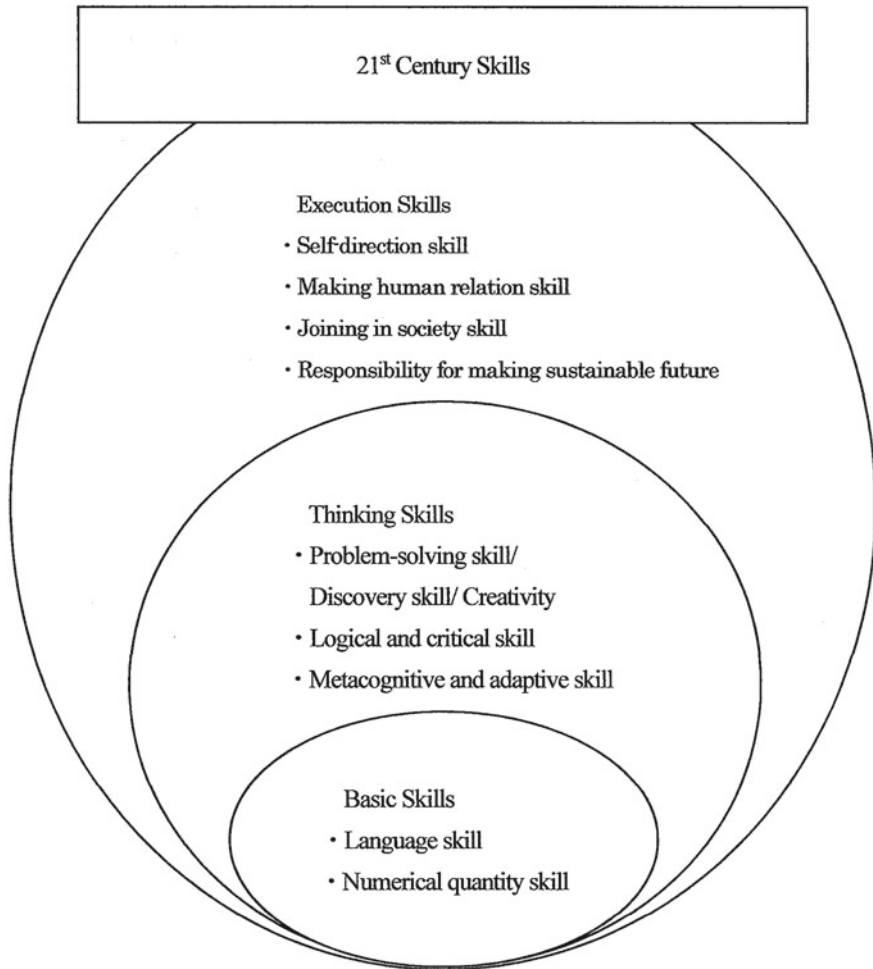 21st Century Skills
Execution Skills
・Self-direction skill
・Making human relation skill
・Joining in society skill
・Responsibility for making sustainable future
Thinking Skills
・Problem-solving skill/
Discovery skill/ Creativity
・Logical and critical skill
・Metacognitive and adaptive skill
Basic Skills
・Language skill
・Numerical quantity skill